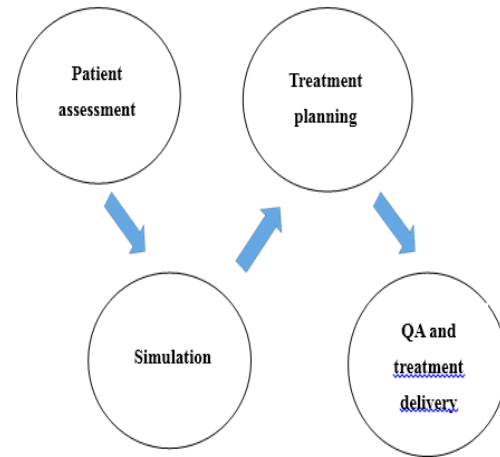 Patient
assessment
Simulation
Treatment
planning
QA and
treatment
delivery